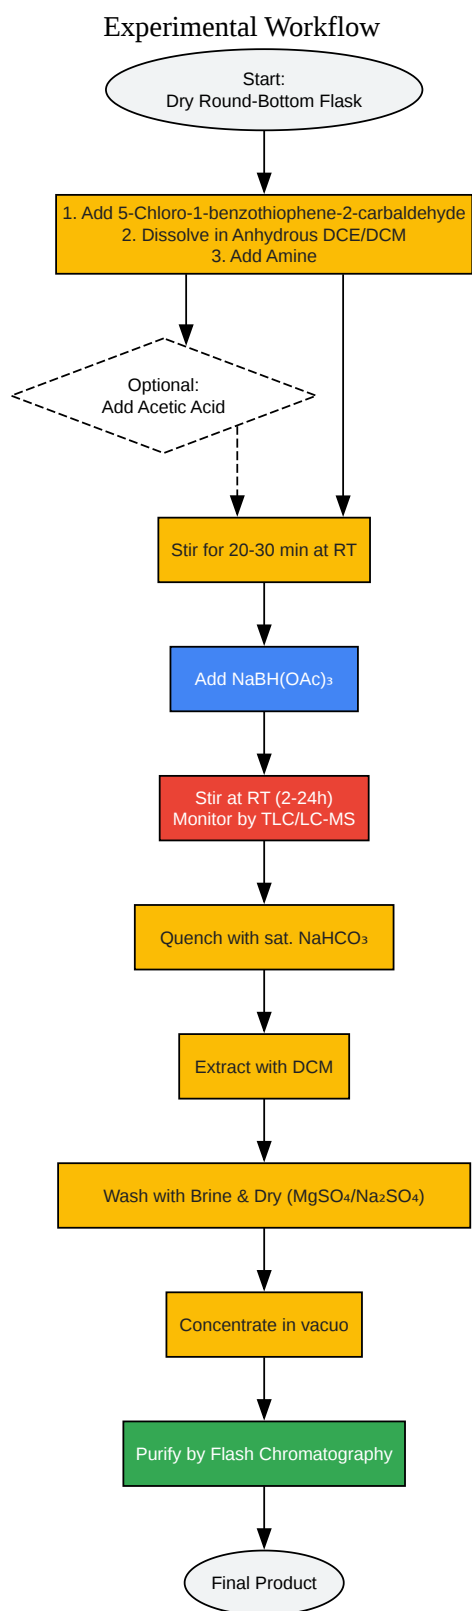 Experimental Workflow
Start:
Dry Round-Bottom Flask
1. Add 5-Chloro-1-benzothiophene-2-carbaldehyde
2. Dissolve in Anhydrous DCE/DCM
3. Add Amine
Optional:
Add Acetic Acid
Stir for 20-30 min at RT
Add NaBH(OAc)₃
Stir at RT (2-24h)
Monitor by TLC/LC-MS
Quench with sat. NaHCO₃
Extract with DCM
Wash with Brine & Dry (MgSO₄/Na₂SO₄)
Concentrate in vacuo
Purify by Flash Chromatography
Final Product